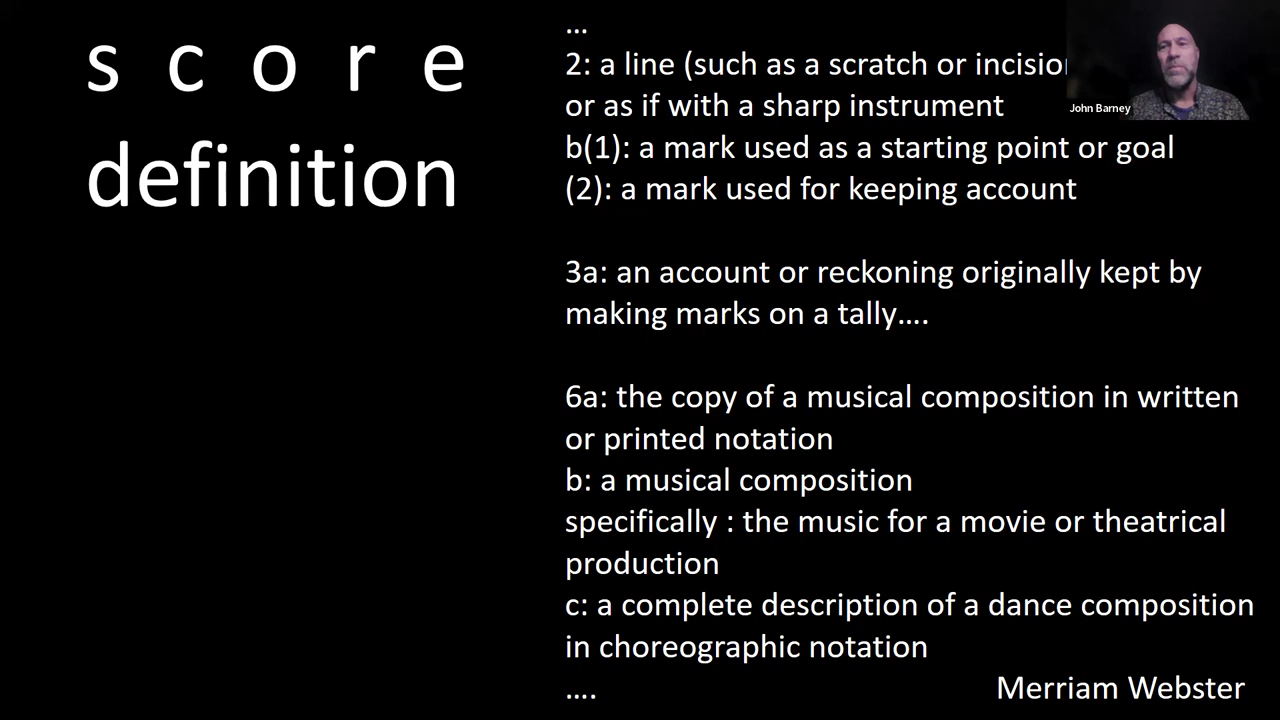 s c o r e
definition
...
2: a line (such as a scratch or
or as if with a sharp instrument
b(1): a mark used as a starting point or goal
(2): a mark used for keeping account
3a: an account or reckoning originally kept by
making marks on a tally....
6a: the copy of a musical composition in written
or printed notation
b: a musical composition
specifically : the music for a movie or theatrical
production
c: a complete description of a dance composition
in choreographic notation
....
Merriam Webster
John Barney